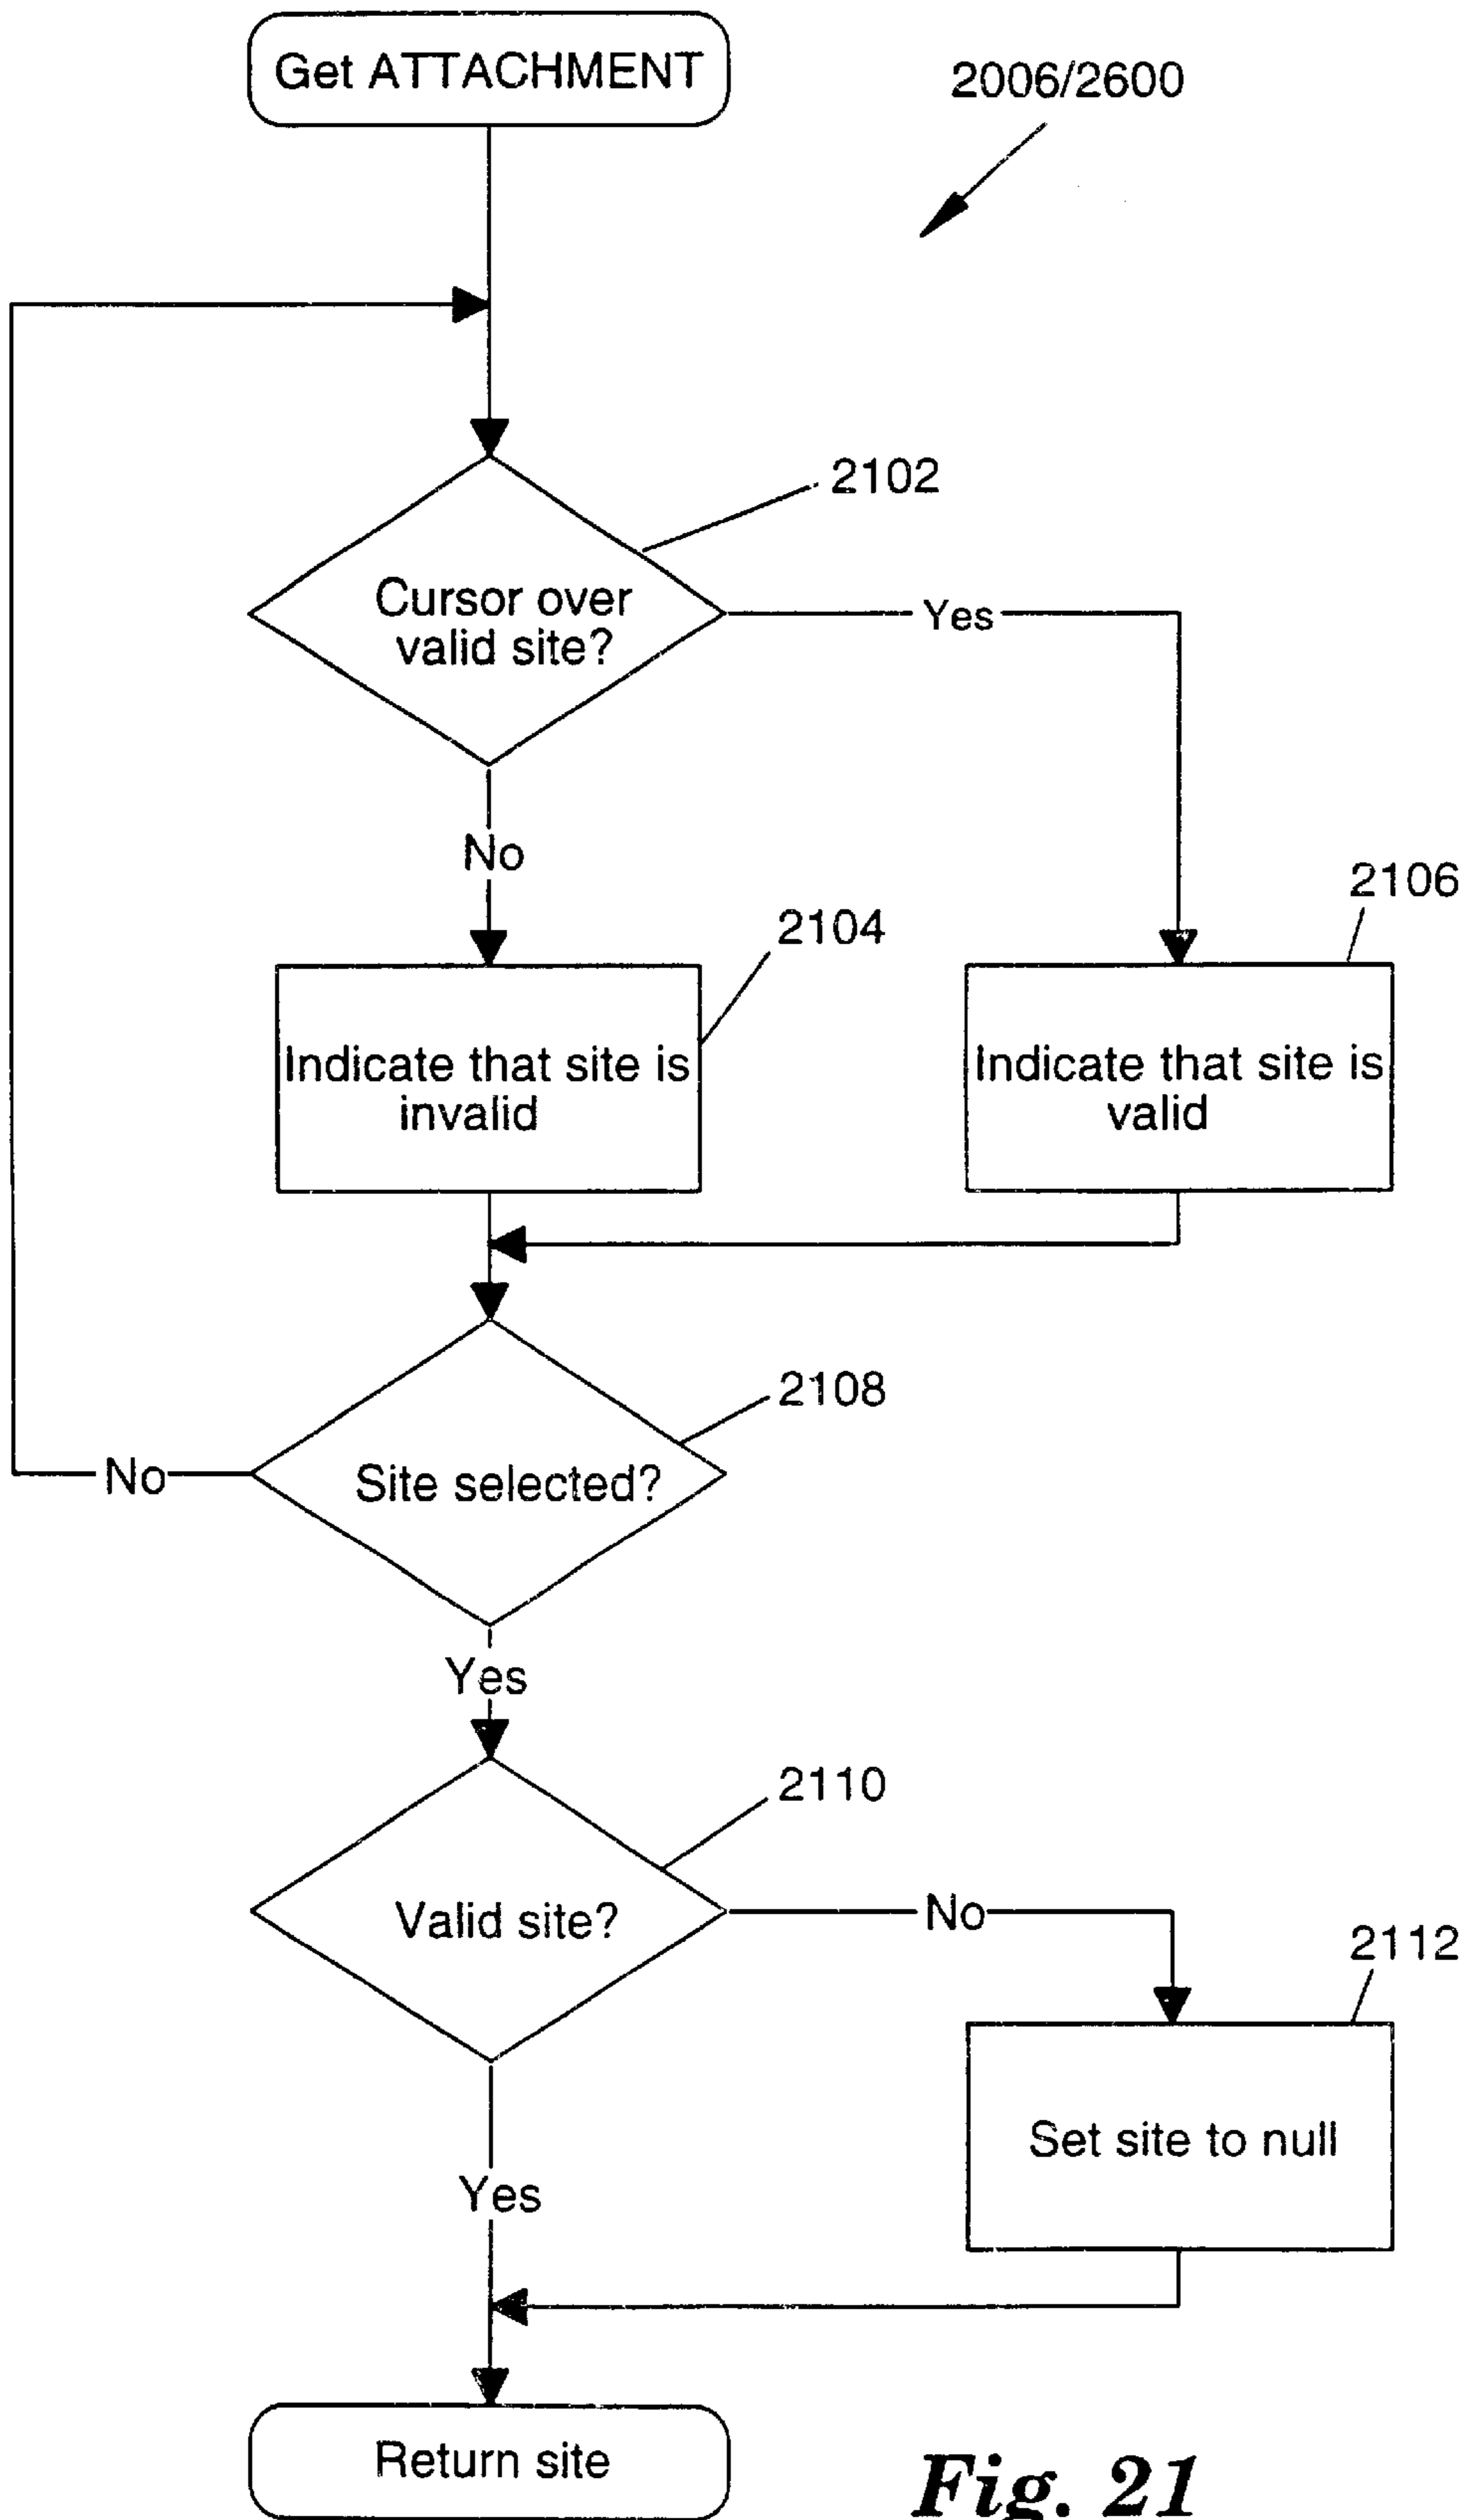 Get ATTACHMENT
2006/2600
2102
Cursor over
valid site?
Yes
No
2106
2104
Indicate that site is
invalid
Indicate that site is
valid
2108
Site selected?
No
Yes
2110
Valid site?
No
2112
Set site to null
Yes
Return site
Fig. 21